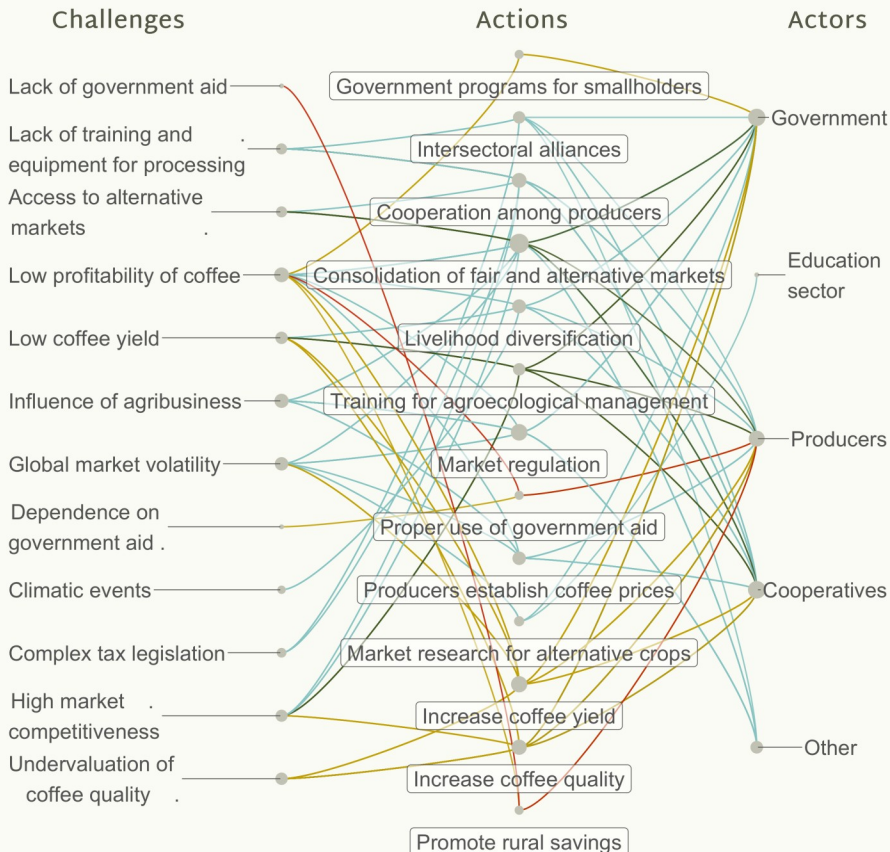 Challenges
Actions
Actors
Lack of government aid
Lack of training and .
equipment for processing
Access to alternative
markets .
Low profitability of coffee
Low coffee yield
Influence of agribusiness
Global market volatility
Dependence on
government aid .
Climatic events
Complex tax legislation
High market .
competitiveness
Undervaluation of
coffee quality .
Government programs for smallholders
Intersectoral alliances
Cooperation among producers
Consolidation of fair and alternative markets
Livelihood diversification
Training for agroecological management
Market regulation
Proper use of government aid
Producers establish coffee prices
Market research for alternative crops
Increase coffee yield
Increase coffee quality
Promote rural savings
Government
Education
sector
Producers
Cooperatives
Other